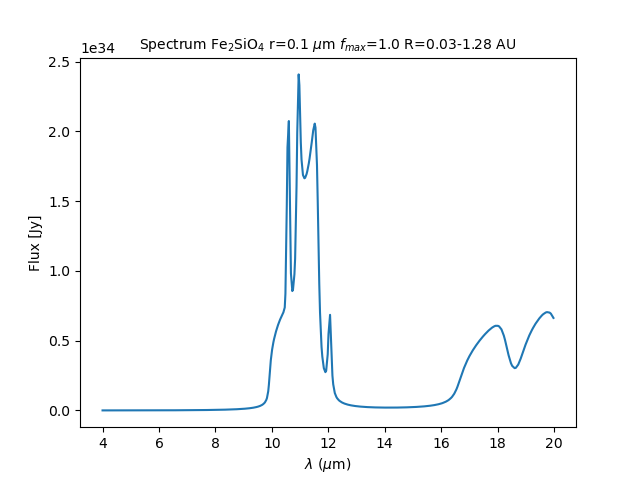 Spectrum Fe₂SiO₄ r=0.1 μm fₘₐₓ=1.0 R=0.03-1.28 AU
1e34
2.5
2.0
1.5
1.0
0.5
0.0
Flux [Jy]
4 6 8 10 12 14 16 18 20
λ (μm)